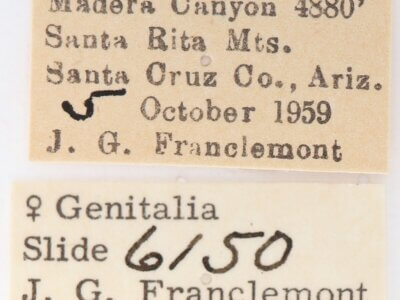 Madera Canyon 4880'
Santa Rita Mts.
Santa Cruz Co., Ariz.
5 October 1959
J. G. Franclemont
♀ Genitalia
Slide 6150
J. G. Franclemont